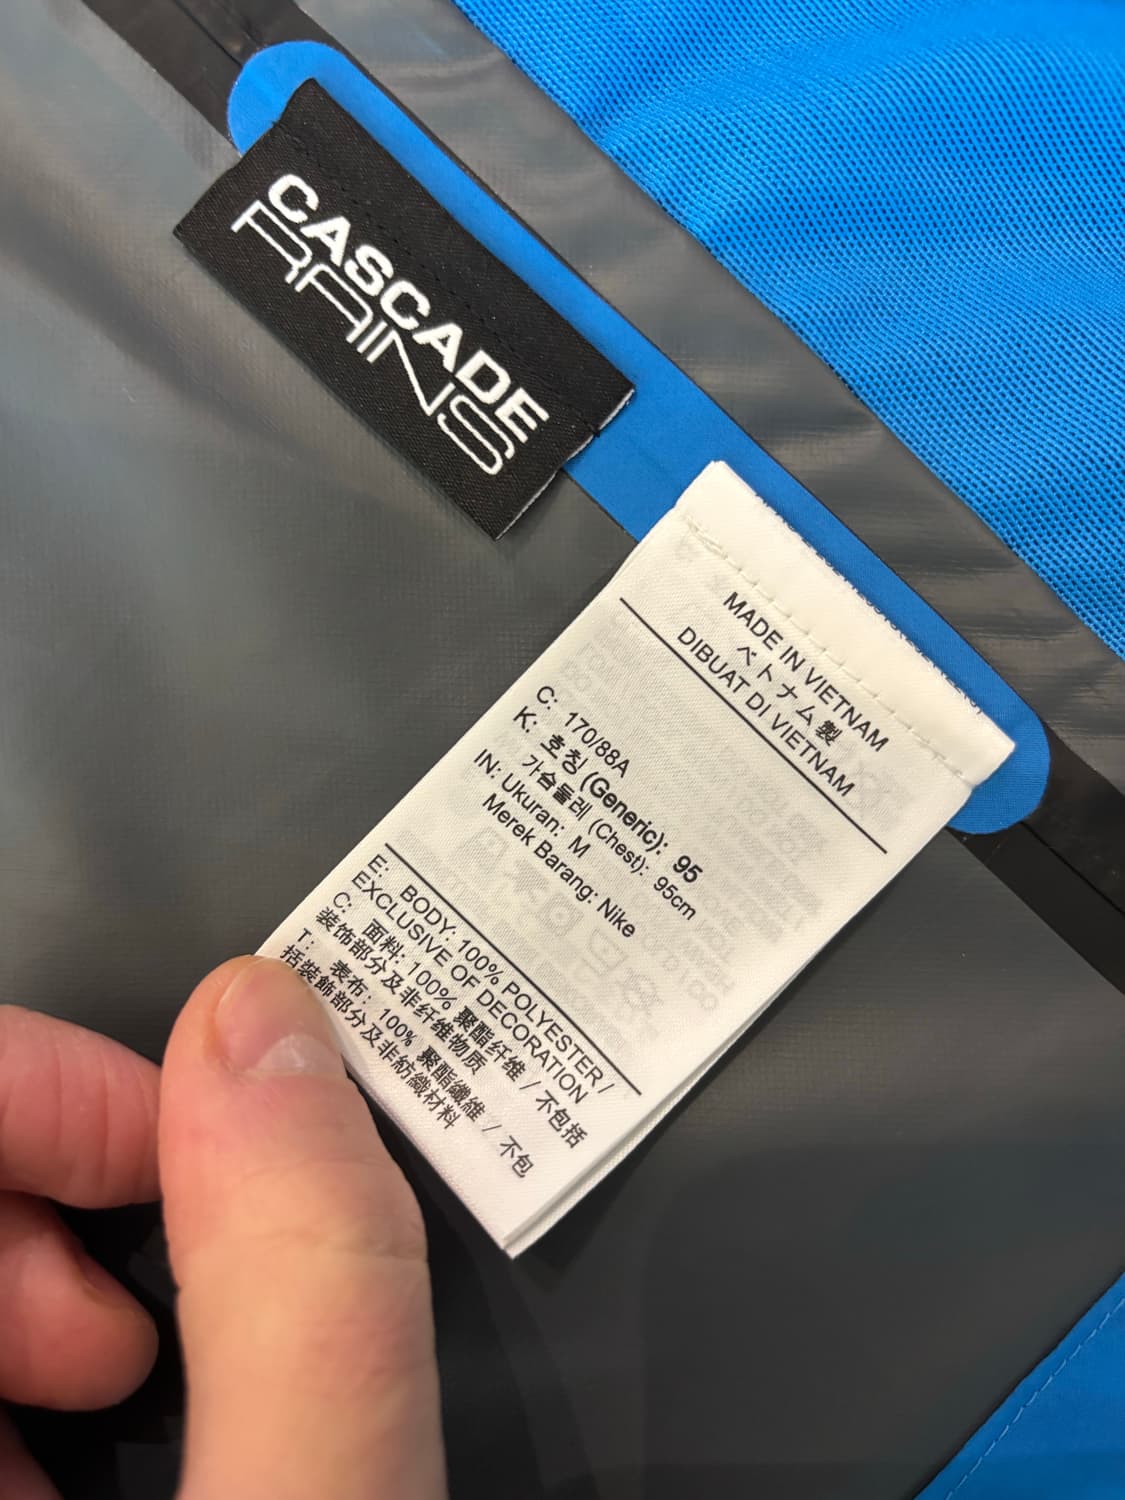 CASCADE
RAINS
MADE IN VIETNAM
ベトナム製
DIBUAT DI VIETNAM
C: 170/88A
K: 호칭 (Generic): 95
가슴둘레 (Chest): 95cm
IN: Ukuran: M
Merek Barang: Nike
E: BODY: 100% POLYESTER /
EXCLUSIVE OF DECORATION
C: 面料: 100% 聚酯纤维 / 不包括
装饰部分及非纤维物质
T: 表布: 100% 聚酯纖維 / 不包
括裝飾部分及非紡織材料